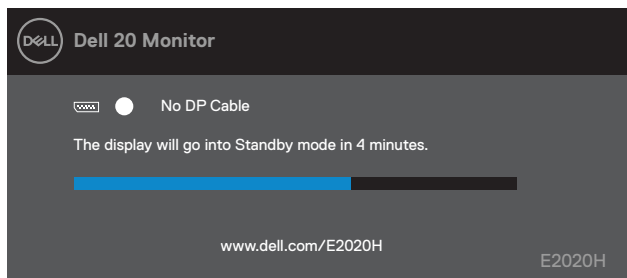 DELL Dell 20 Monitor
No DP Cable
The display will go into Standby mode in 4 minutes.
www.dell.com/E2020H
E2020H